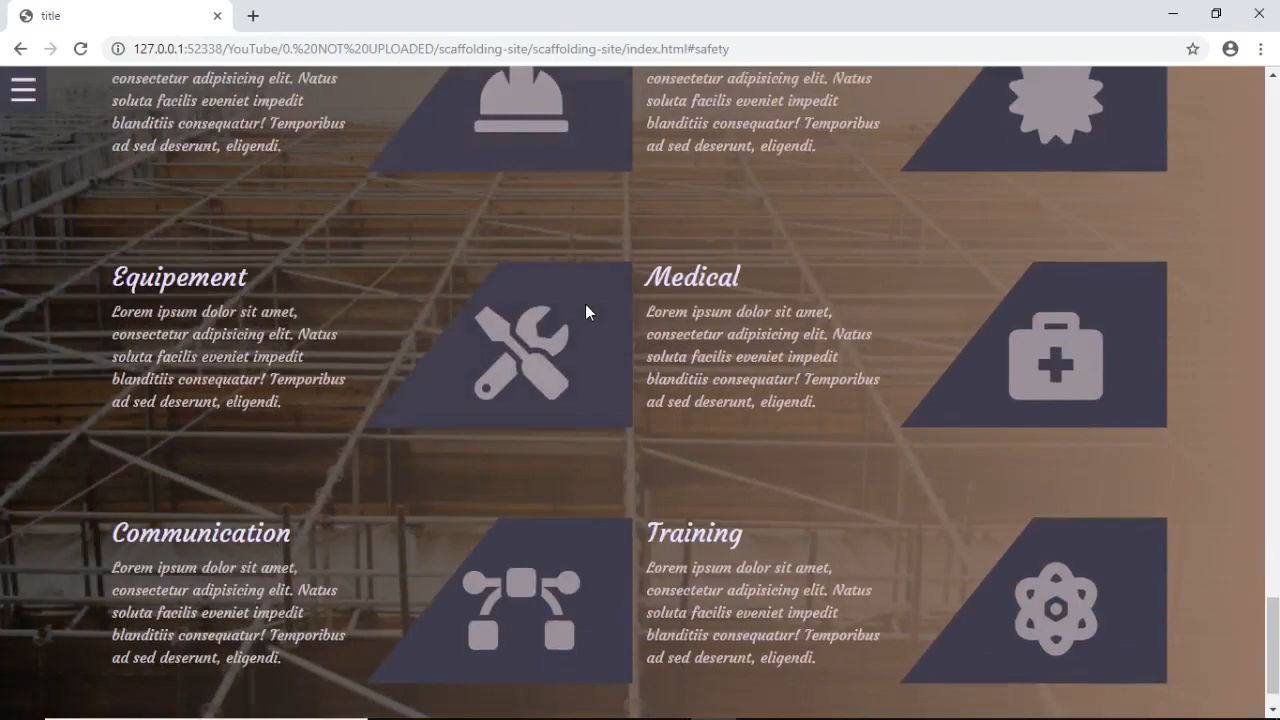 title
127.0.0.1:52338/YouTube/0.%20NOT%20UPLOADED/scaffolding-site/scaffolding-site/index.html#safety
consectetur adipisicing elit. Natus
soluta facilis eveniet impedit
blanditiis consequatur! Temporibus
ad sed deserunt, eligendi.
consectetur adipisicing elit. Natus
soluta facilis eveniet impedit
blanditiis consequatur! Temporibus
ad sed deserunt, eligendi.
Equipement
Lorem ipsum dolor sit amet,
consectetur adipisicing elit. Natus
soluta facilis eveniet impedit
blanditiis consequatur! Temporibus
ad sed deserunt, eligendi.
Medical
Lorem ipsum dolor sit amet,
consectetur adipisicing elit. Natus
soluta facilis eveniet impedit
blanditiis consequatur! Temporibus
ad sed deserunt, eligendi.
Communication
Lorem ipsum dolor sit amet,
consectetur adipisicing elit. Natus
soluta facilis eveniet impedit
blanditiis consequatur! Temporibus
ad sed deserunt, eligendi.
Training
Lorem ipsum dolor sit amet,
consectetur adipisicing elit. Natus
soluta facilis eveniet impedit
blanditiis consequatur! Temporibus
ad sed deserunt, eligendi.